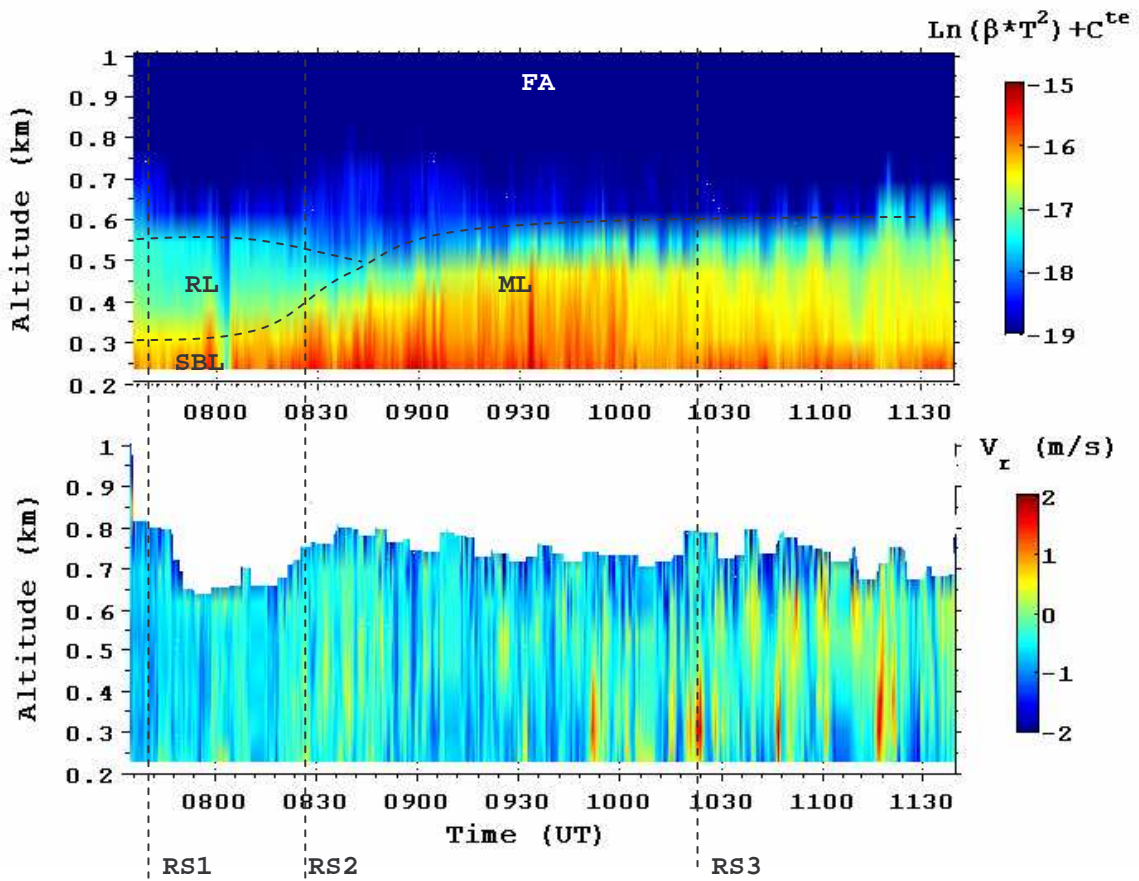 Ln(β*T²)+Cᵗᵉ
Altitude (km)
1
0.9
0.8
0.7
0.6
0.5
0.4
0.3
0.2
FA
RL
ML
SBL
0800 0830 0900 0930 1000 1030 1100 1130
-15
-16
-17
-18
-19
V_r (m/s)
Altitude (km)
1
0.9
0.8
0.7
0.6
0.5
0.4
0.3
0.2
0800 0830 0900 0930 1000 1030 1100 1130
2
1
0
-1
-2
Time (UT)
RS1 RS2 RS3